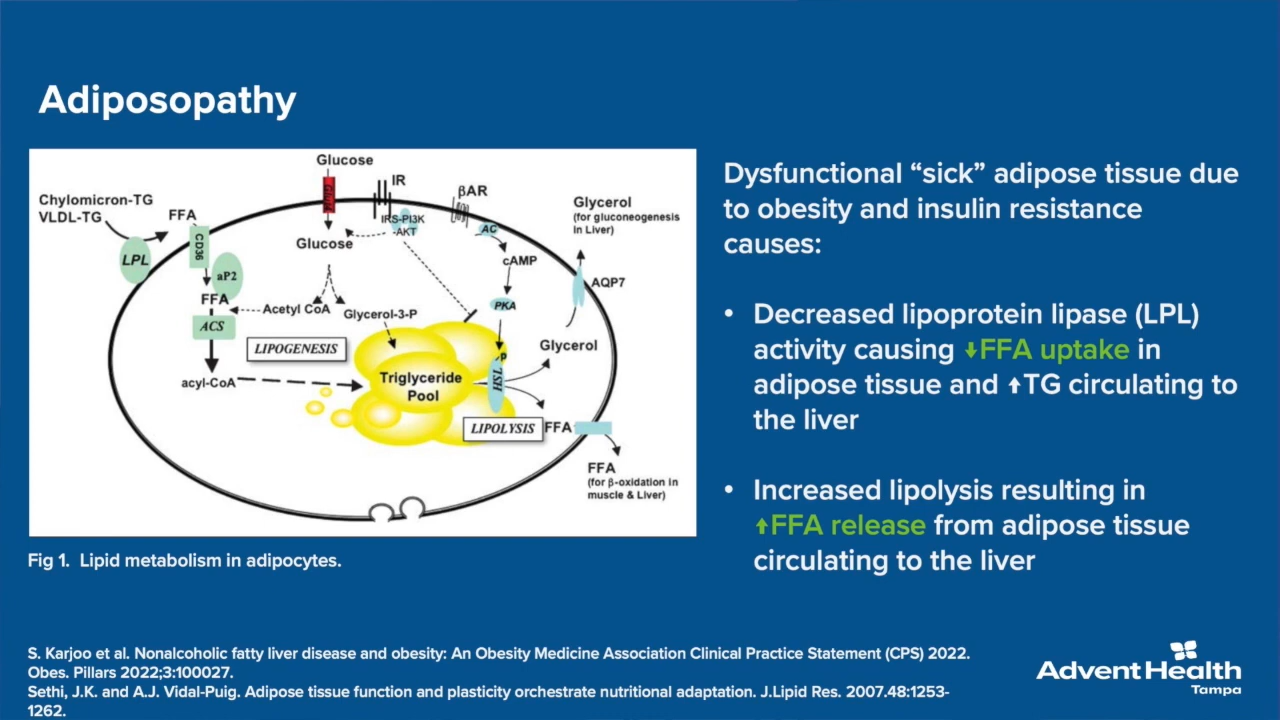 Adiposopathy
Glucose
Chylomicron-TG
VLDL-TG
FFA
LPL
CD36
aP2
FFA
ACS
acyl-CoA
Glucose
IR
IRS-PI3K
-AKT
βAR
AC
cAMP
PKA
Acetyl CoA
Glycerol-3-P
LIPOGENESIS
Triglyceride
Pool
P
HSL
LIPOLYSIS
Glycerol
AQP7
Glycerol
(for gluconeogenesis
in Liver)
FFA
FFA
(for β-oxidation in
muscle & Liver)
Fig 1. Lipid metabolism in adipocytes.
Dysfunctional “sick” adipose tissue due
to obesity and insulin resistance
causes:
• Decreased lipoprotein lipase (LPL)
activity causing ↓FFA uptake in
adipose tissue and ↑TG circulating to
the liver
• Increased lipolysis resulting in
↑FFA release from adipose tissue
circulating to the liver
S. Karjoo et al. Nonalcoholic fatty liver disease and obesity: An Obesity Medicine Association Clinical Practice Statement (CPS) 2022.
Obes. Pillars 2022;3:100027.
Sethi, J.K. and A.J. Vidal-Puig. Adipose tissue function and plasticity orchestrate nutritional adaptation. J.Lipid Res. 2007.48:1253-
1262.
Advent Health
Tampa